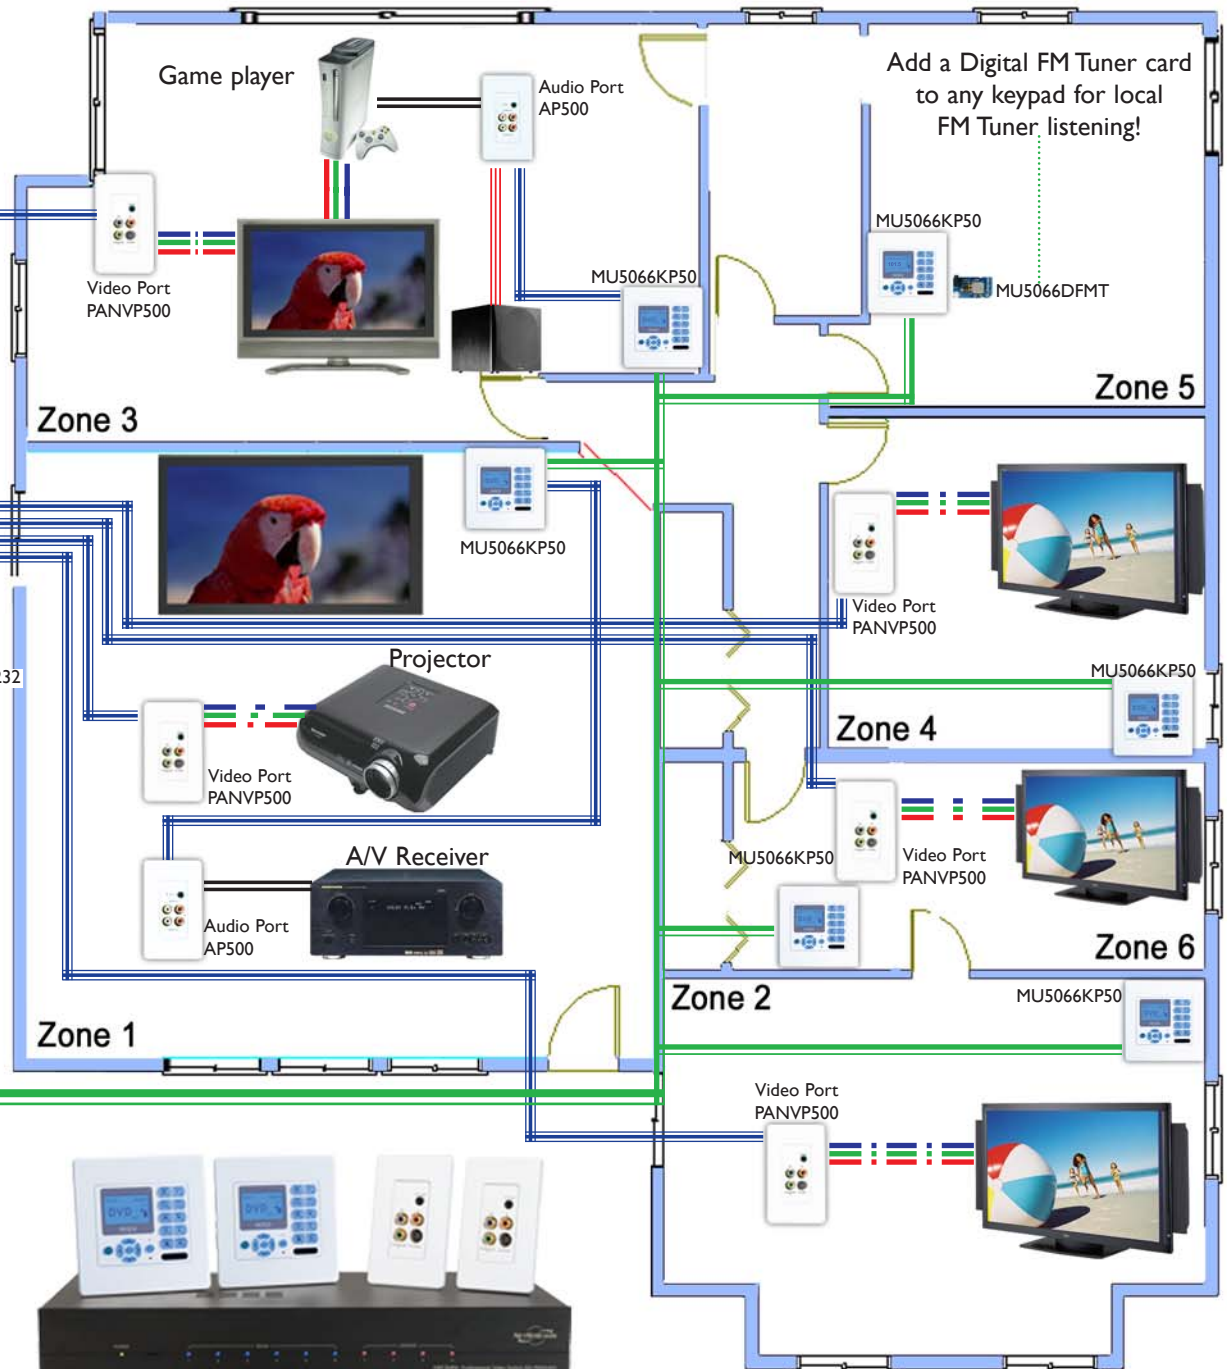 Game player
Audio Port
AP500
Add a Digital FM Tuner card
to any keypad for local
FM Tuner listening!
MU5066KP50
MU5066DFMT
MU5066KP50
Video Port
PANVP500
Zone 5
Zone 3
MU5066KP50
Video Port
PANVP500
232
Projector
MU5066KP50
Zone 4
Video Port
PANVP500
A/V Receiver
MU5066KP50
Video Port
PANVP500
Audio Port
AP500
Zone 6
Zone 2
MU5066KP50
Zone 1
Video Port
PANVP500
DVD
DVD